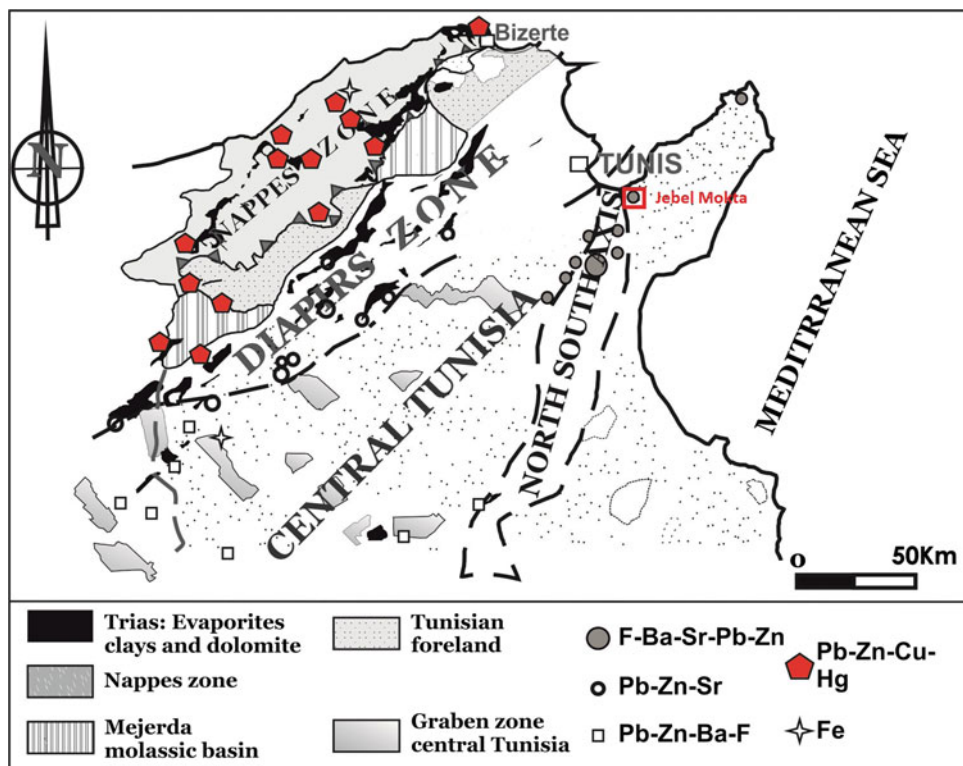 Bizerte
NAPPES ZONE
TUNIS
Jebel Mokta
N
DIAPIRS ZONE
CENTRAL TUNISIA
NORTH SOUTH AXIS
MEDITRRANEAN SEA
0 50Km
Trias: Evaporites
clays and dolomite
Nappes zone
Mejerda
molassic basin
Tunisian
foreland
Graben zone
central Tunisia
F-Ba-Sr-Pb-Zn
Pb-Zn-Sr
Pb-Zn-Ba-F
Pb-Zn-Cu-
Hg
Fe